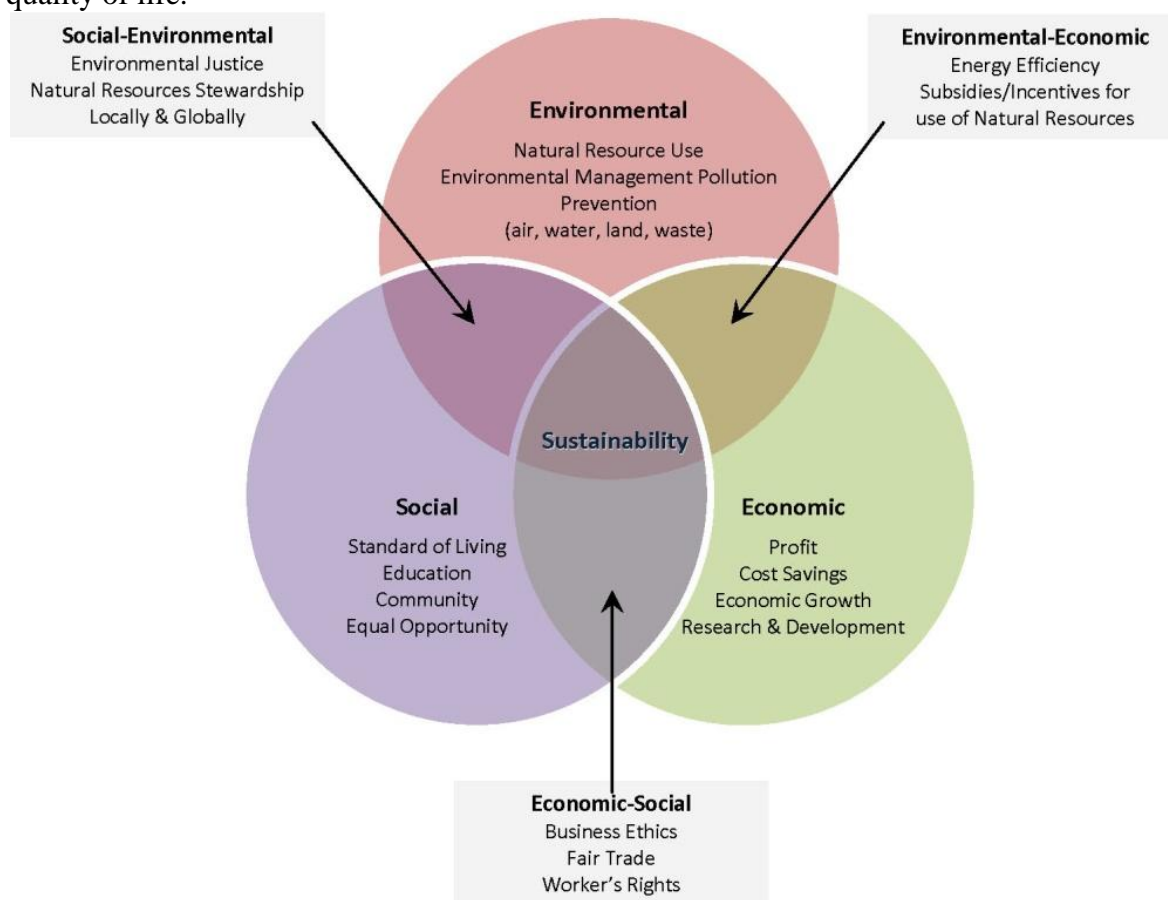 quality of life.
Social-Environmental
Environmental Justice
Natural Resources Stewardship
Locally & Globally
Environmental-Economic
Energy Efficiency
Subsidies/Incentives for
use of Natural Resources
Environmental
Natural Resource Use
Environmental Management Pollution
Prevention
(air, water, land, waste)
Sustainability
Social
Standard of Living
Education
Community
Equal Opportunity
Economic
Profit
Cost Savings
Economic Growth
Research & Development
Economic-Social
Business Ethics
Fair Trade
Worker's Rights